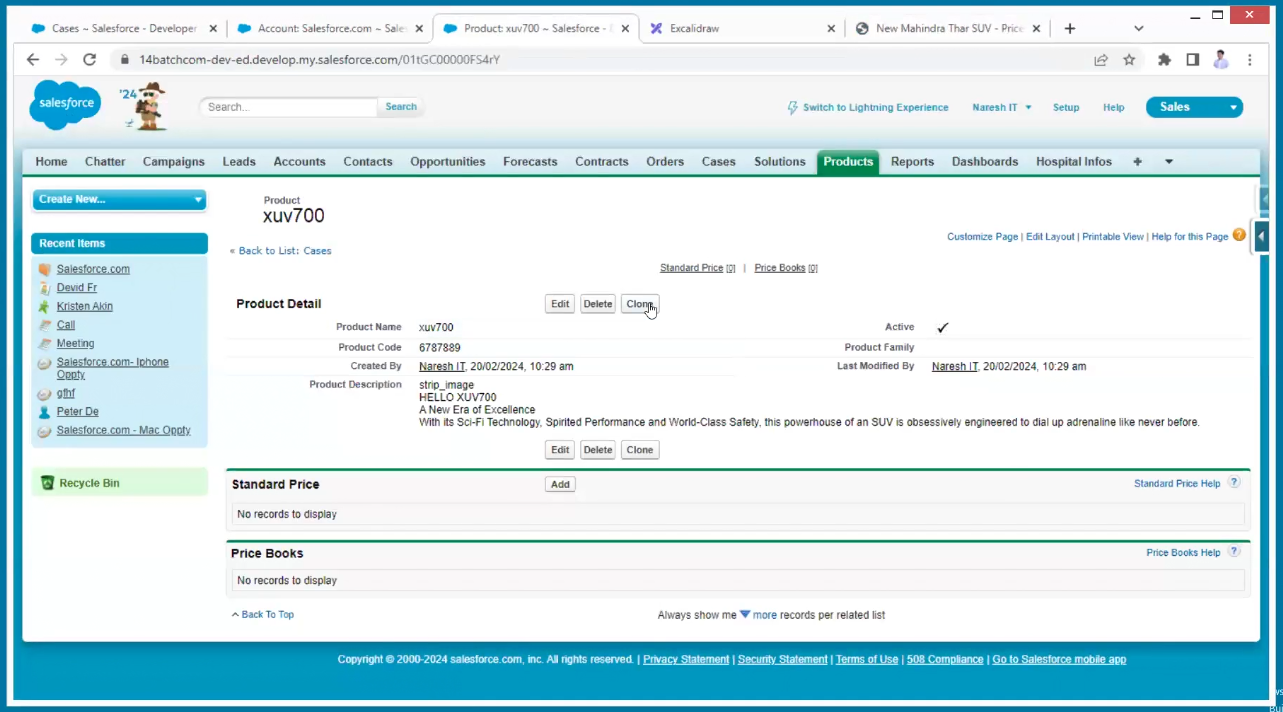 Cases ~ Salesforce - Developer
Account: Salesforce.com ~ Sale
Product: xuv700 ~ Salesforce -
Excalidraw
New Mahindra Thar SUV - Price
14batchcom-dev-ed.develop.my.salesforce.com/01tGC00000FS4rY
salesforce
'24
Search...
Search
Switch to Lightning Experience
Naresh IT
Setup
Help
Sales
Home
Chatter
Campaigns
Leads
Accounts
Contacts
Opportunities
Forecasts
Contracts
Orders
Cases
Solutions
Products
Reports
Dashboards
Hospital Infos
+
Create New...
Recent Items
Salesforce.com
Devid Fr
Kristen Akin
Call
Meeting
Salesforce.com- Iphone
Oppty
gfhf
Peter De
Salesforce.com - Mac Oppty
Recycle Bin
Product
xuv700
« Back to List: Cases
Customize Page | Edit Layout | Printable View | Help for this Page ?
Standard Price [0] | Price Books [0]
Product Detail
Edit
Delete
Clone
Product Name xuv700
Active ✓
Product Code 6787889
Product Family
Created By Naresh IT, 20/02/2024, 10:29 am
Last Modified By Naresh IT, 20/02/2024, 10:29 am
Product Description strip_image
HELLO XUV700
A New Era of Excellence
With its Sci-Fi Technology, Spirited Performance and World-Class Safety, this powerhouse of an SUV is obsessively engineered to dial up adrenaline like never before.
Edit
Delete
Clone
Standard Price
Add
Standard Price Help ?
No records to display
Price Books
Price Books Help ?
No records to display
Back To Top
Always show me more records per related list
Copyright © 2000-2024 salesforce.com, inc. All rights reserved. | Privacy Statement | Security Statement | Terms of Use | 508 Compliance | Go to Salesforce mobile app